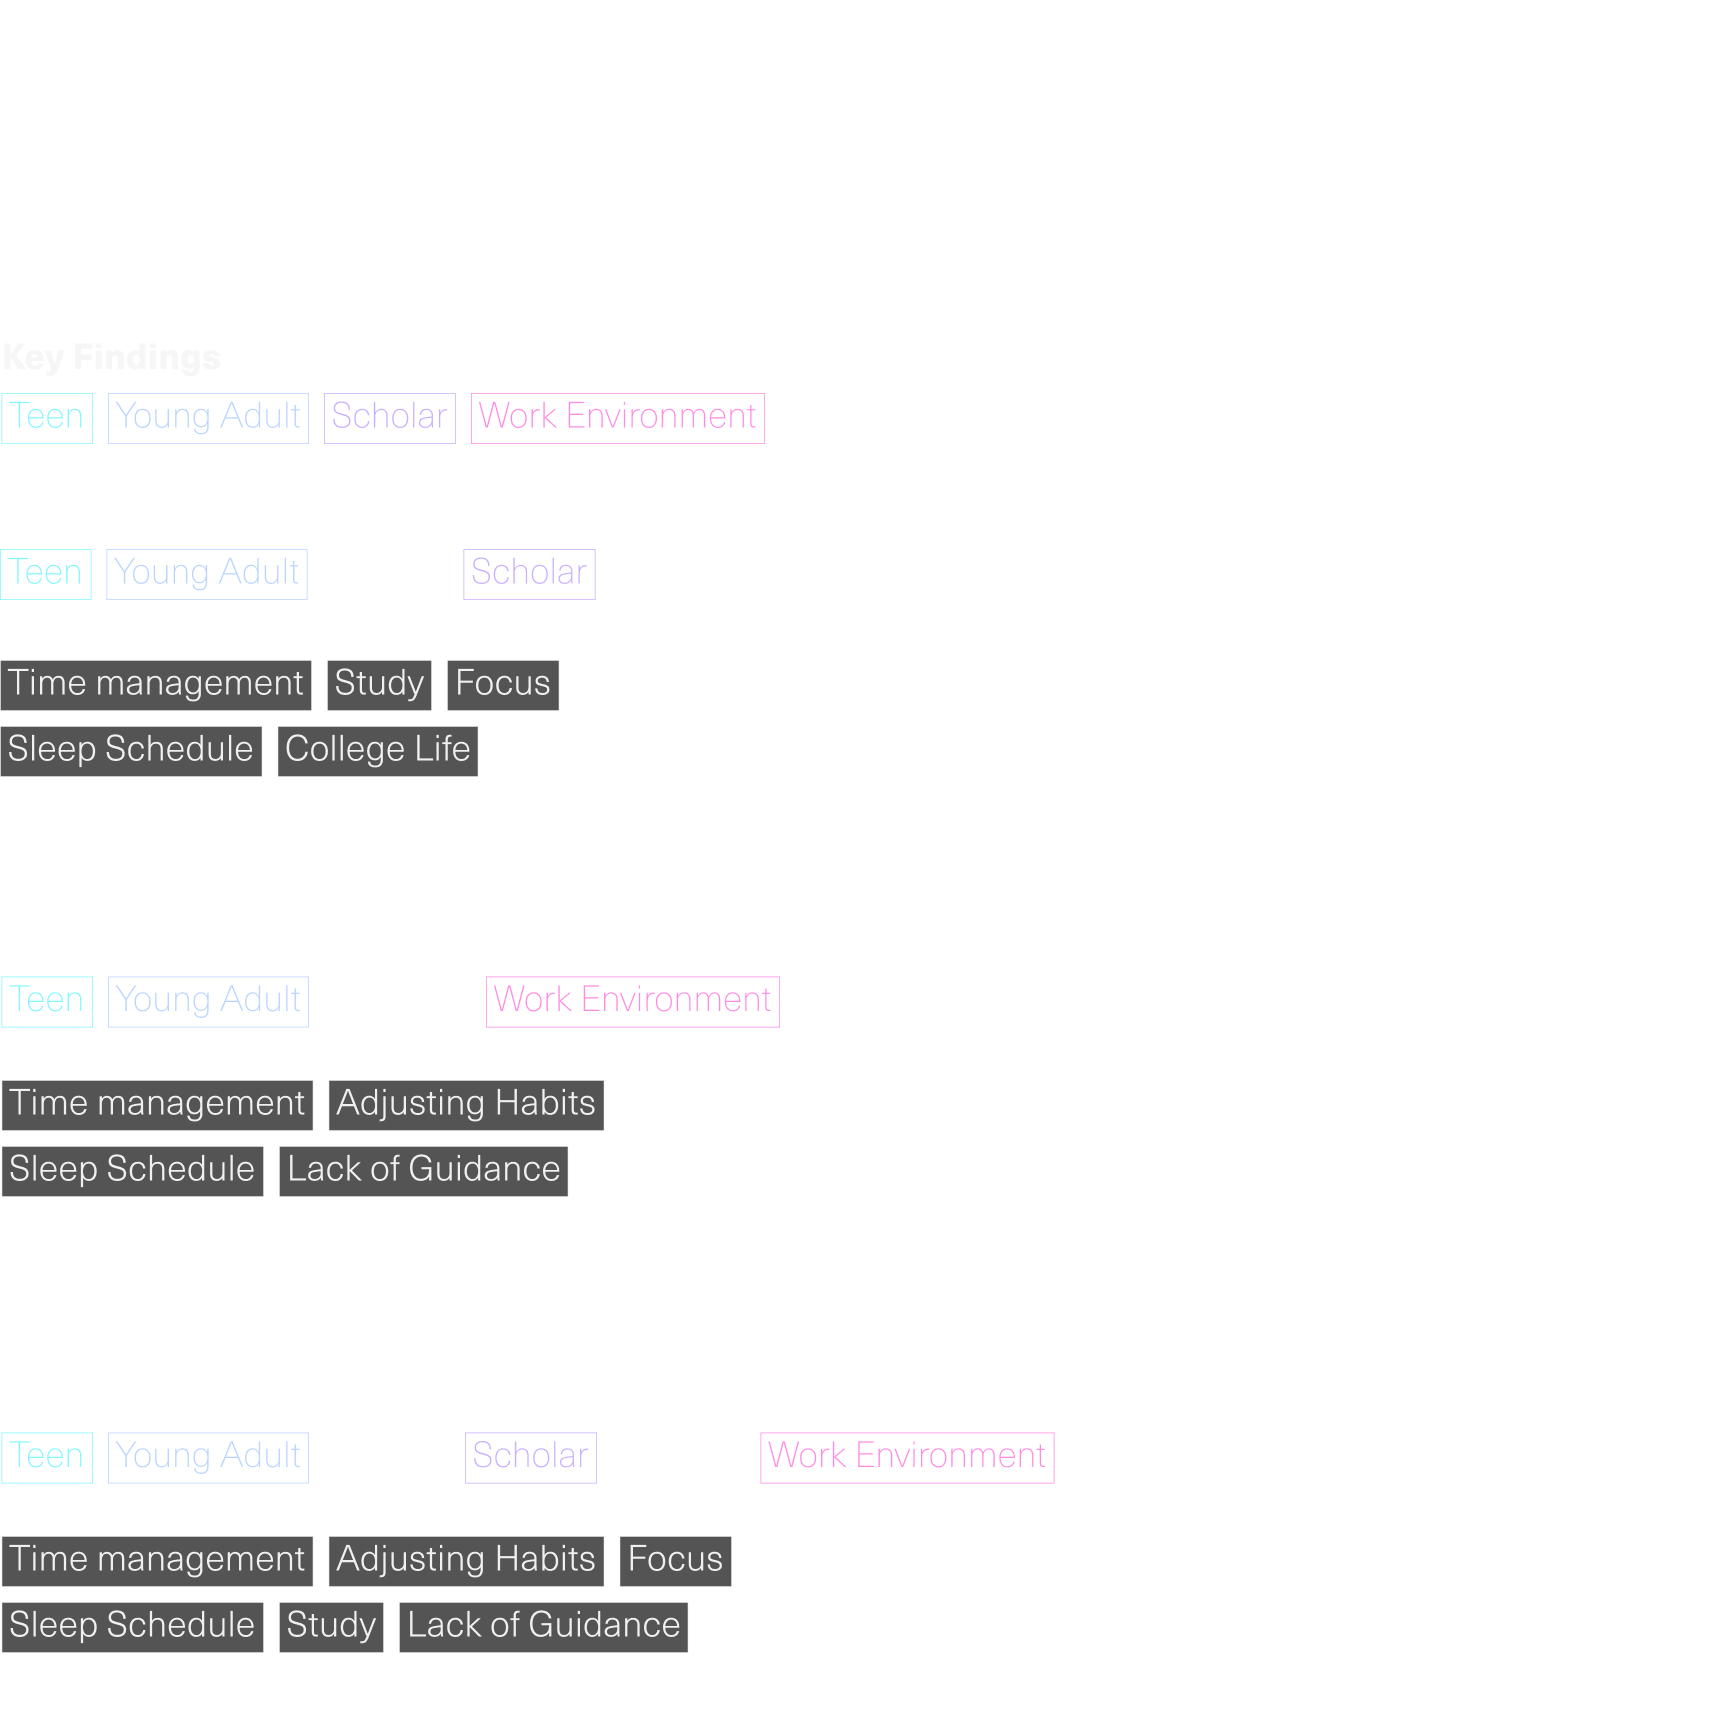 Key Findings
Teen Young Adult Scholar Work Environment
Teen Young Adult Scholar
Time management Study Focus
Sleep Schedule College Life
Teen Young Adult Work Environment
Time management Adjusting Habits
Sleep Schedule Lack of Guidance
Teen Young Adult Scholar Work Environment
Time management Adjusting Habits Focus
Sleep Schedule Study Lack of Guidance